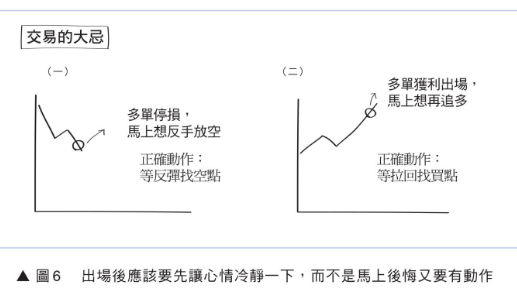 交易的大忌
（一）
多單停損，
馬上想反手放空
正確動作：
等反彈找空點
（二）
多單獲利出場，
馬上想再追多
正確動作：
等拉回找買點
▲ 圖6 出場後應該要先讓心情冷靜一下，而不是馬上後悔又要有動作